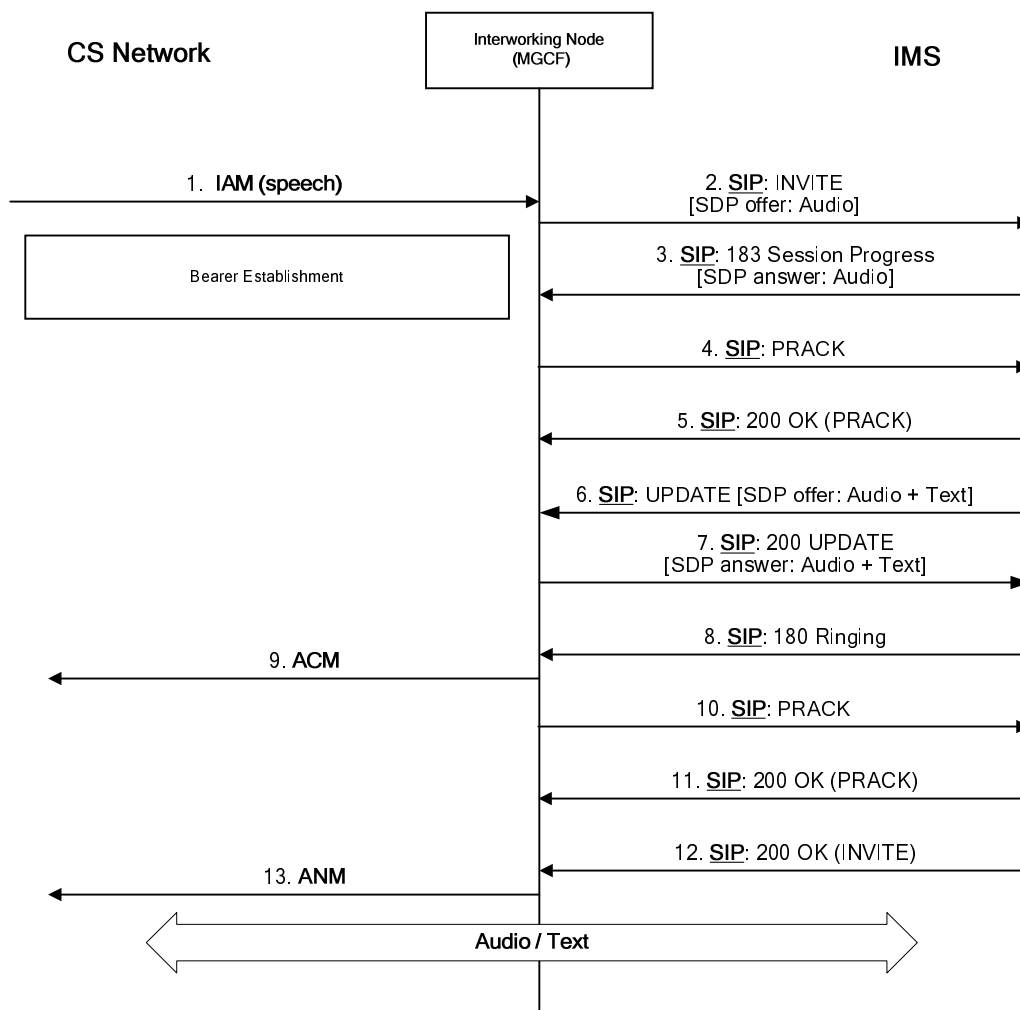 CS Network
Interworking Node
(MGCF)
IMS
1. IAM (speech)
2. SIP: INVITE
[SDP offer: Audio]
Bearer Establishment
3. SIP: 183 Session Progress
[SDP answer: Audio]
4. SIP: PRACK
5. SIP: 200 OK (PRACK)
6. SIP: UPDATE [SDP offer: Audio + Text]
7. SIP: 200 UPDATE
[SDP answer: Audio + Text]
8. SIP: 180 Ringing
9. ACM
10. SIP: PRACK
11. SIP: 200 OK (PRACK)
12. SIP: 200 OK (INVITE)
13. ANM
Audio / Text